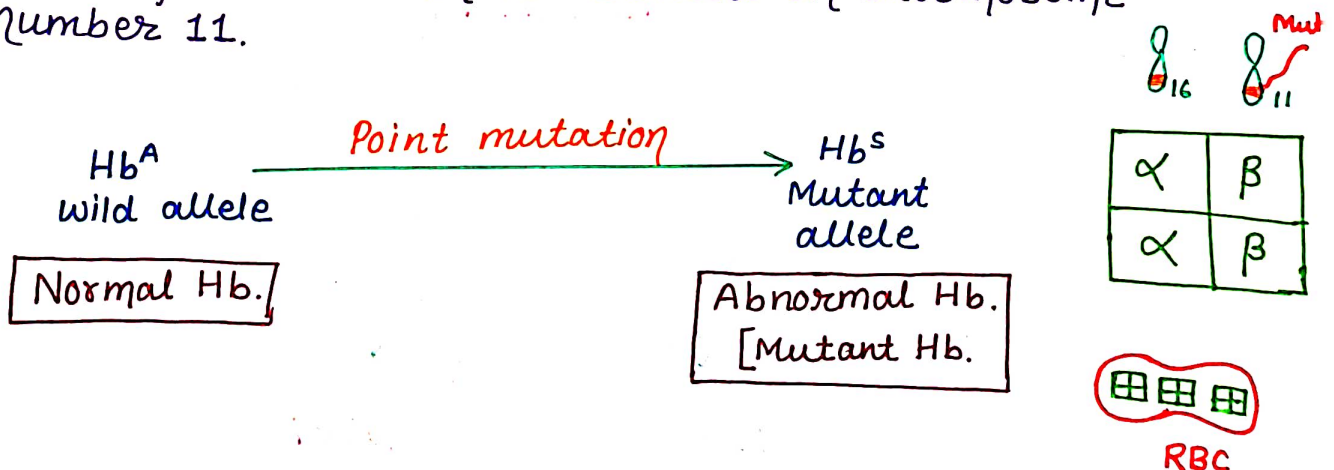 number 11.
Mut
16
11
Point mutation
Hb^A
wild allele
Hb^S
Mutant
allele
Normal Hb.
Abnormal Hb.
[Mutant Hb.
α β
α β
RBC